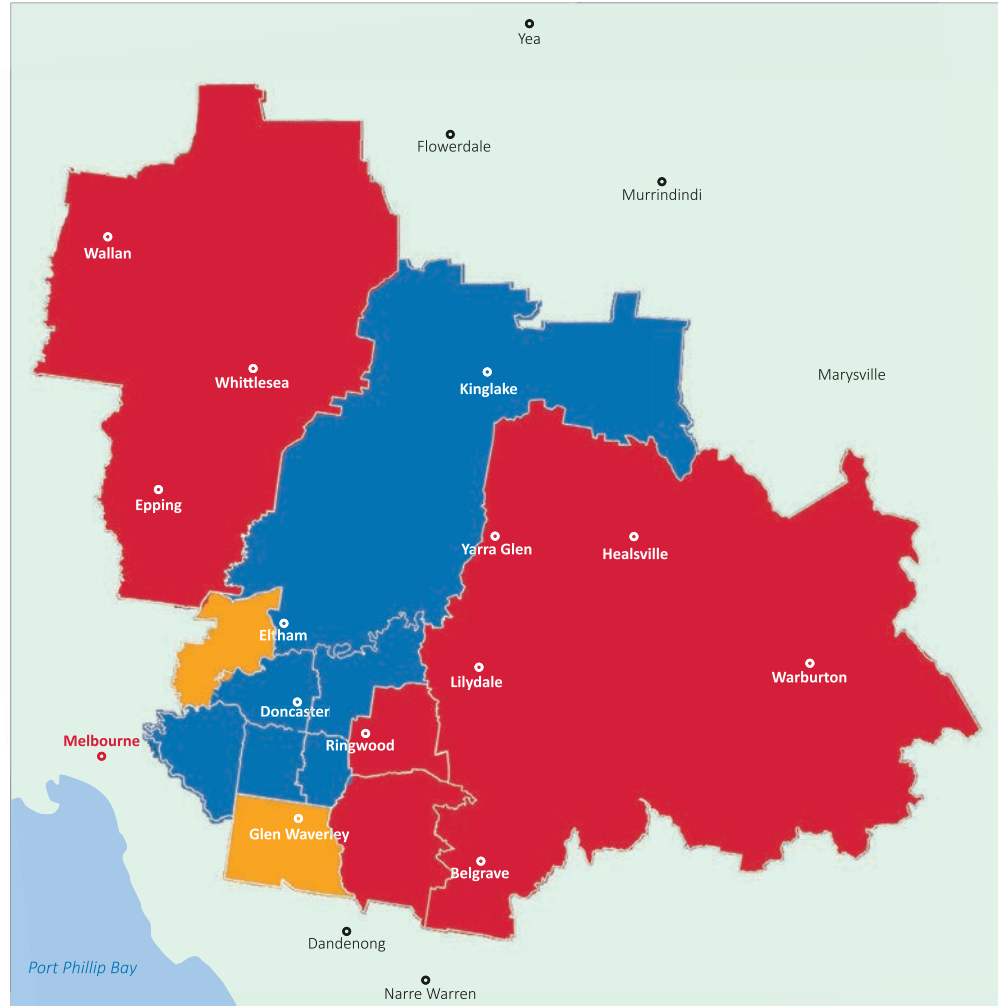 Yea
Flowerdale
Murrindindi
Wallan
Whittlesea
Kinglake
Marysville
Epping
Yarra Glen
Healsville
Eltham
Lilydale
Warburton
Doncaster
Melbourne
Ringwood
Glen Waverley
Belgrave
Dandenong
Port Phillip Bay
Narre Warren